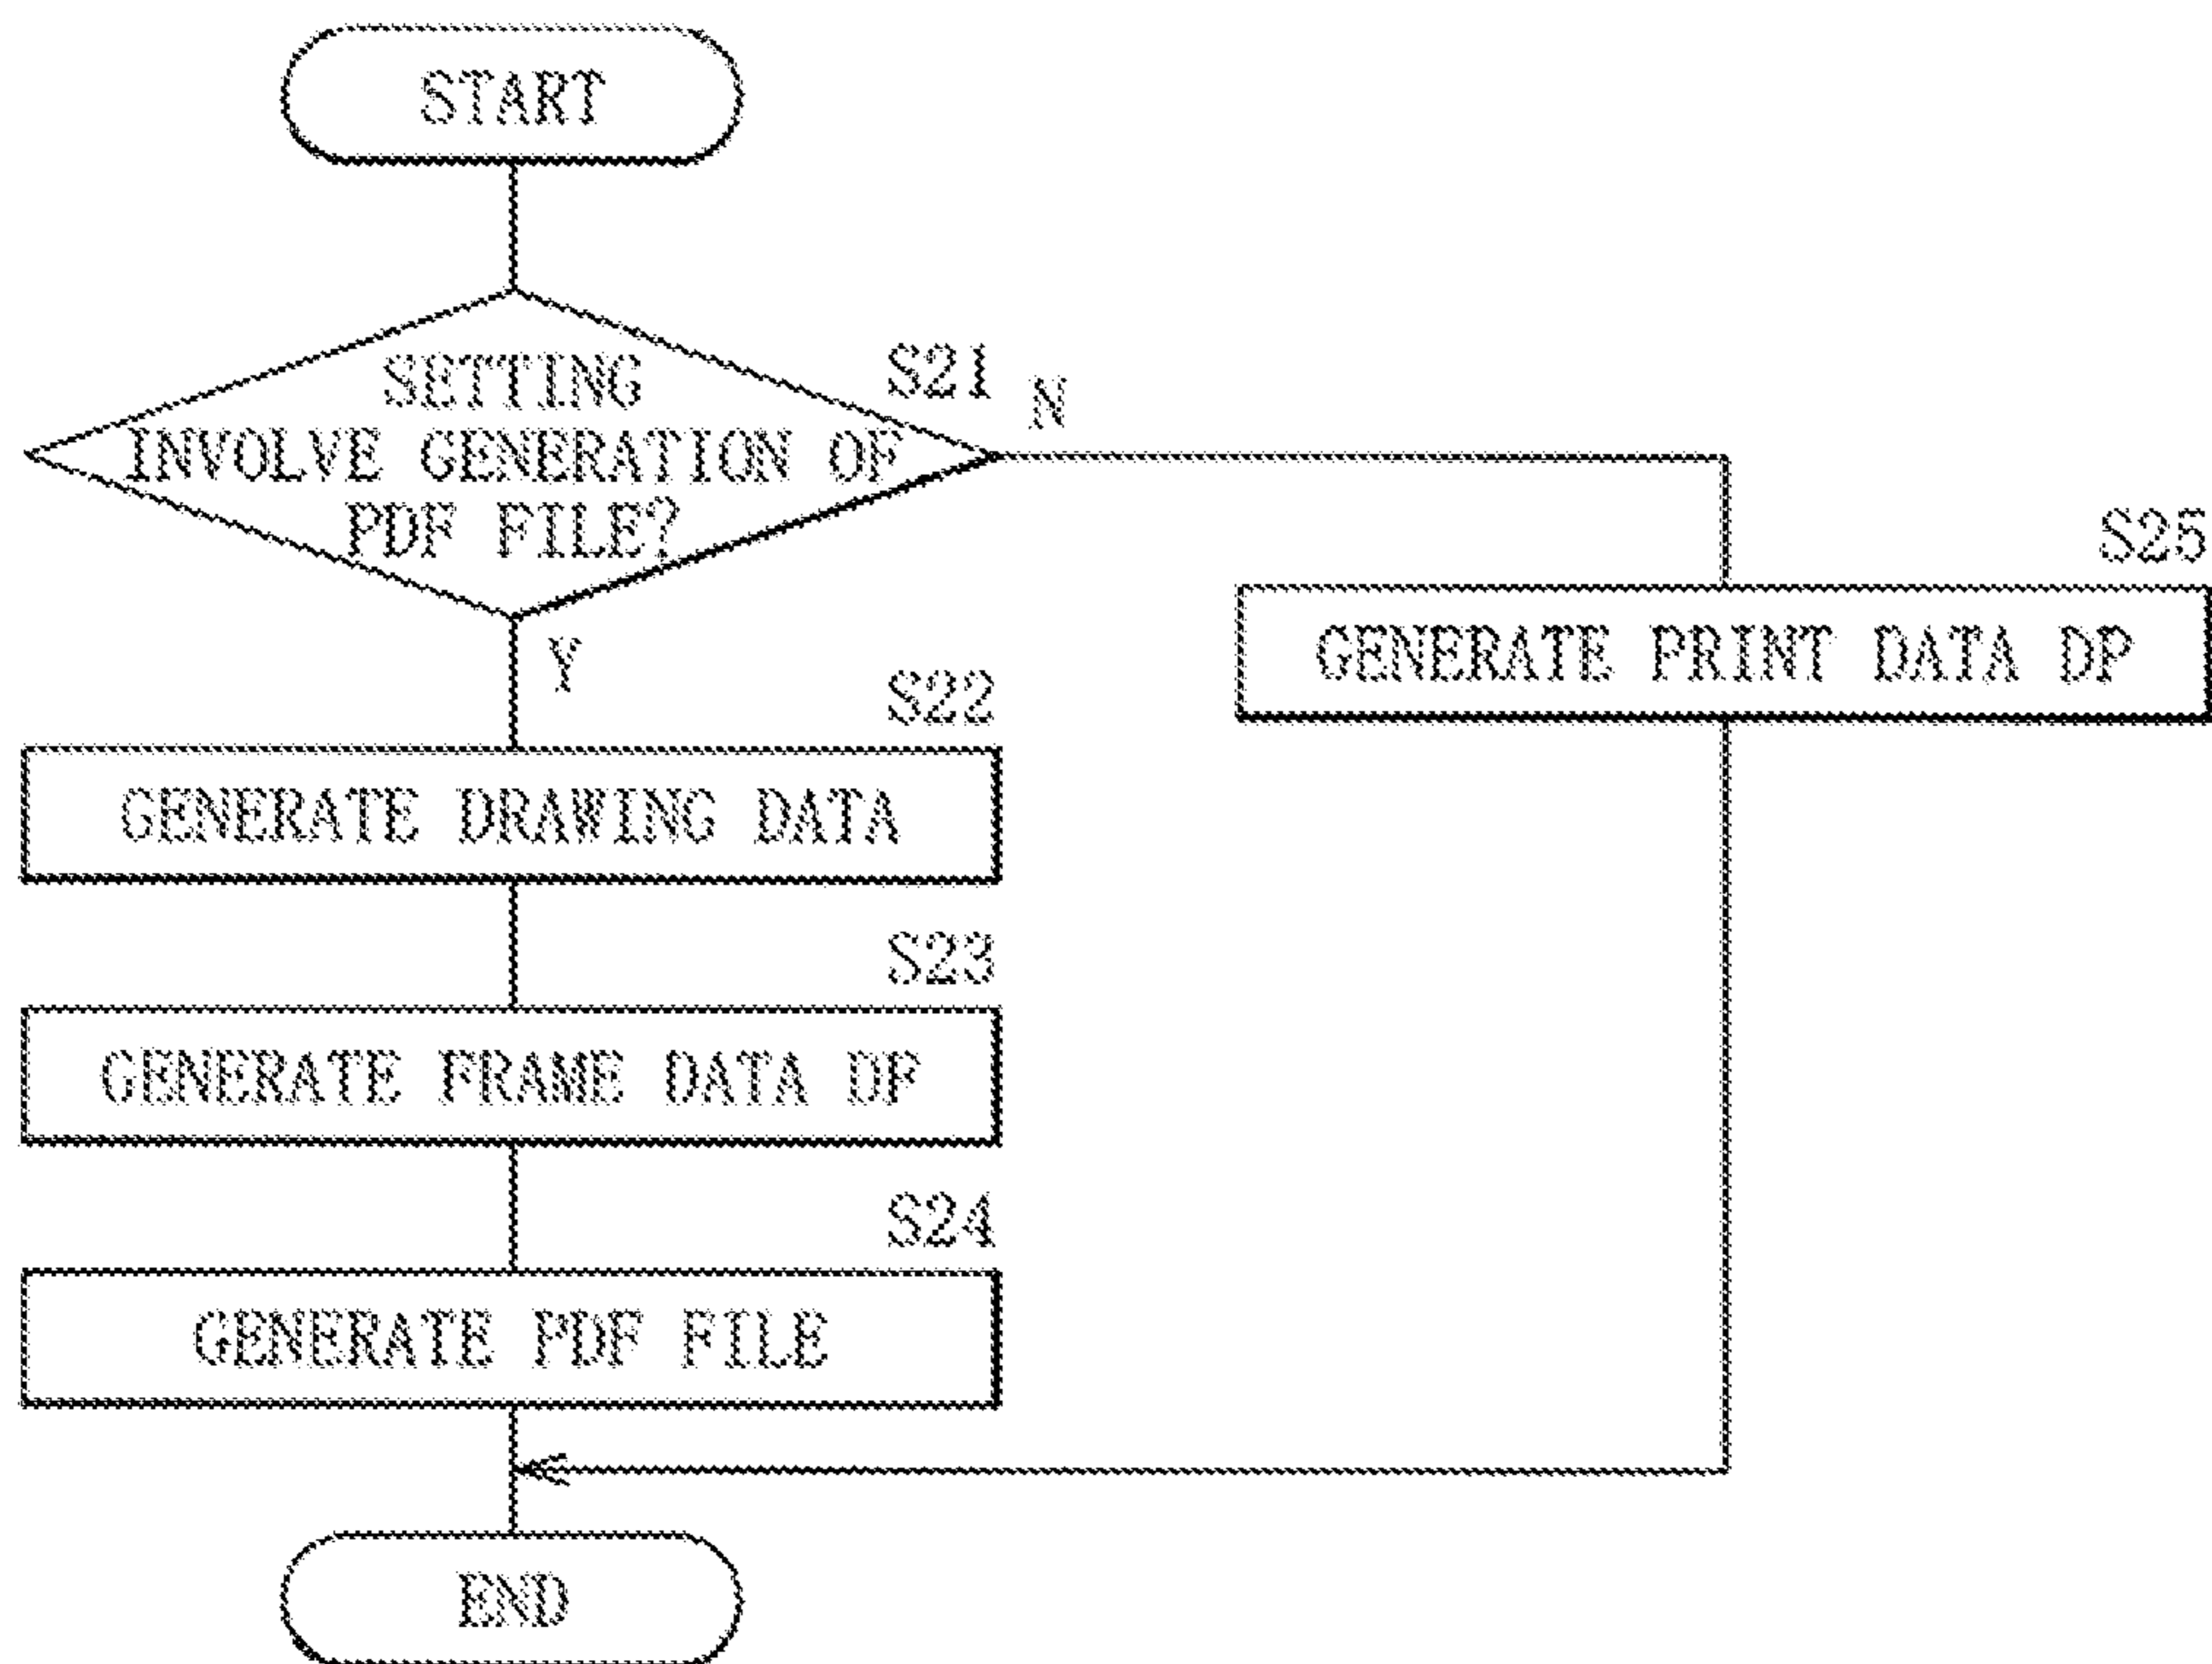 START
S21
SETTING
INVOLVE GENERATION OF
PDF FILE?
N
Y
S25
GENERATE PRINT DATA DP
S22
GENERATE DRAWING DATA
S23
GENERATE FRAME DATA DF
S24
GENERATE PDF FILE
END